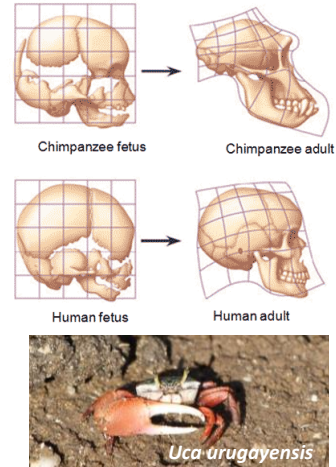 Chimpanzee fetus
Chimpanzee adult
Human fetus
Human adult
Uca urugayensis